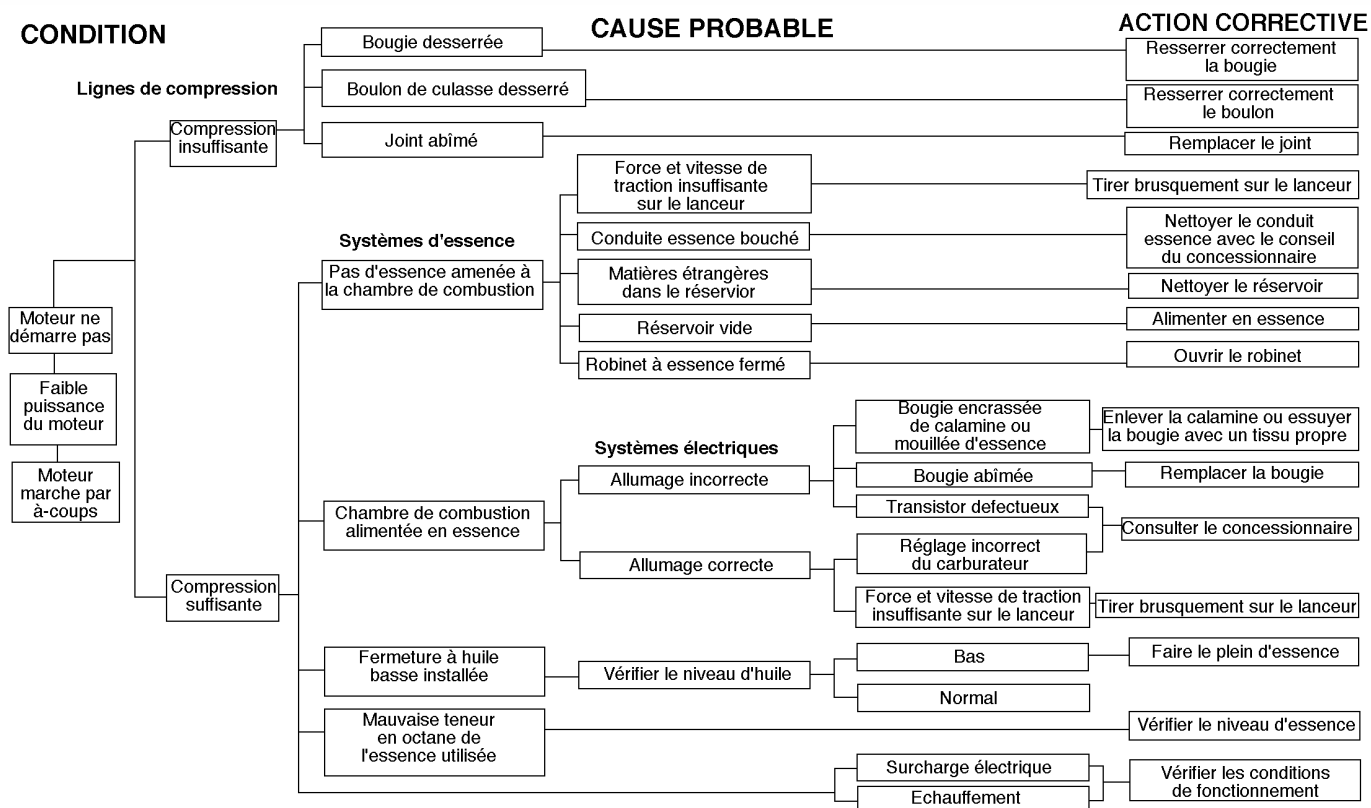 CONDITION
CAUSE PROBABLE
ACTION CORRECTIVE
Lignes de compression
Compression
insuffisante
Bougie desserrée
Resserrer correctement
la bougie
Boulon de culasse desserré
Resserrer correctement
le boulon
Joint abîmé
Remplacer le joint
Moteur ne
démarre pas
Faible
puissance
du moteur
Moteur
marche par
à-coups
Compression
suffisante
Systèmes d'essence
Pas d'essence amenée à
la chambre de combustion
Force et vitesse de
traction insuffisante
sur le lanceur
Tirer brusquement sur le lanceur
Conduite essence bouché
Nettoyer le conduit
essence avec le conseil
du concessionnaire
Matières étrangères
dans le réservior
Nettoyer le réservoir
Réservoir vide
Alimenter en essence
Robinet à essence fermé
Ouvrir le robinet
Chambre de combustion
alimentée en essence
Systèmes électriques
Allumage incorrecte
Bougie encrassée
de calamine ou
mouillée d'essence
Enlever la calamine ou essuyer
la bougie avec un tissu propre
Bougie abîmée
Remplacer la bougie
Transistor defectueux
Consulter le concessionnaire
Allumage correcte
Réglage incorrect
du carburateur
Force et vitesse de traction
insuffisante sur le lanceur
Tirer brusquement sur le lanceur
Fermeture à huile
basse installée
Vérifier le niveau d'huile
Bas
Faire le plein d'essence
Normal
Mauvaise teneur
en octane de
l'essence utilisée
Vérifier le niveau d'essence
Surcharge électrique
Echauffement
Vérifier les conditions
de fonctionnement